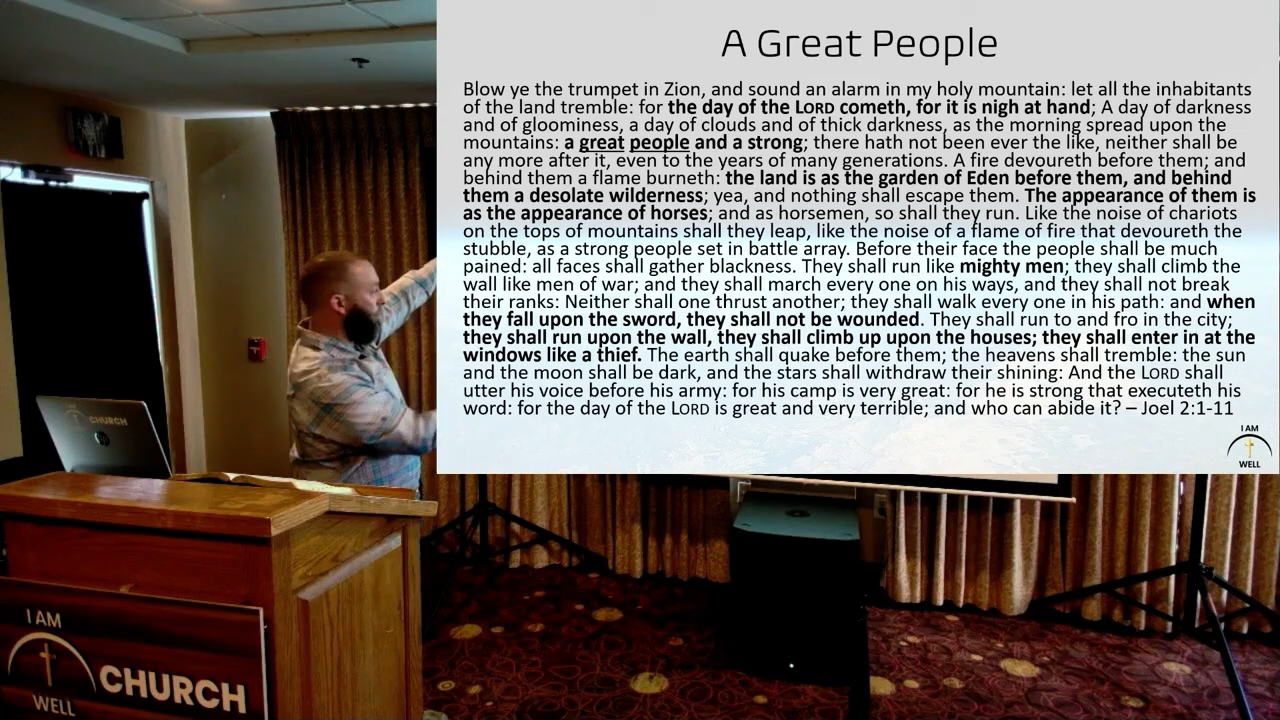 A Great People
Blow ye the trumpet in Zion, and sound an alarm in my holy mountain: let all the inhabitants
of the land tremble: for the day of the LORD cometh, for it is nigh at hand; A day of darkness
and of gloominess, a day of clouds and of thick darkness, as the morning spread upon the
mountains: a great people and a strong; there hath not been ever the like, neither shall be
any more after it, even to the years of many generations. A fire devoureth before them; and
behind them a flame burneth: the land is as the garden of Eden before them, and behind
them a desolate wilderness; yea, and nothing shall escape them. The appearance of them is
as the appearance of horses; and as horsemen, so shall they run. Like the noise of chariots
on the tops of mountains shall they leap, like the noise of a flame of fire that devoureth the
stubble, as a strong people set in battle array. Before their face the people shall be much
pained: all faces shall gather blackness. They shall run like mighty men; they shall climb the
wall like men of war; and they shall march every one on his ways, and they shall not break
their ranks: Neither shall one thrust another; they shall walk every one in his path: and when
they fall upon the sword, they shall not be wounded. They shall run to and fro in the city;
they shall run upon the wall, they shall climb up upon the houses; they shall enter in at the
windows like a thief. The earth shall quake before them; the heavens shall tremble: the sun
and the moon shall be dark, and the stars shall withdraw their shining: And the LORD shall
utter his voice before his army: for his camp is very great: for he is strong that executeth his
word: for the day of the LORD is great and very terrible; and who can abide it? – Joel 2:1-11
I AM
WELL
CHURCH
hp
I AM
CHURCH
WELL